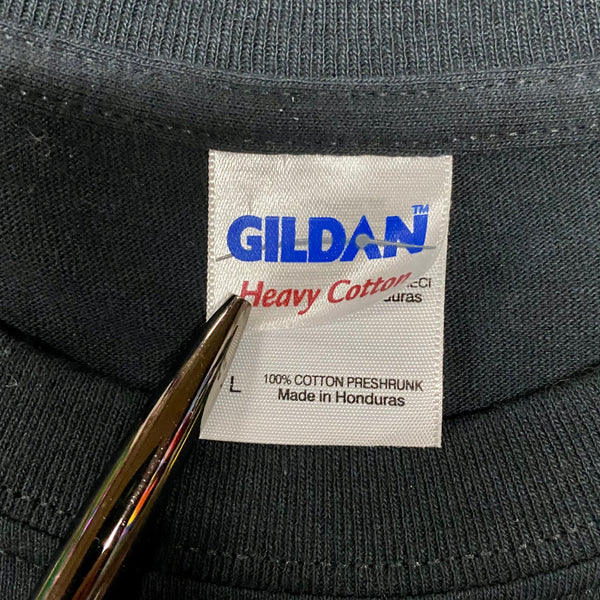 GILDAN™
Heavy Cotton
L
100% COTTON PRESHRUNK
Made in Honduras